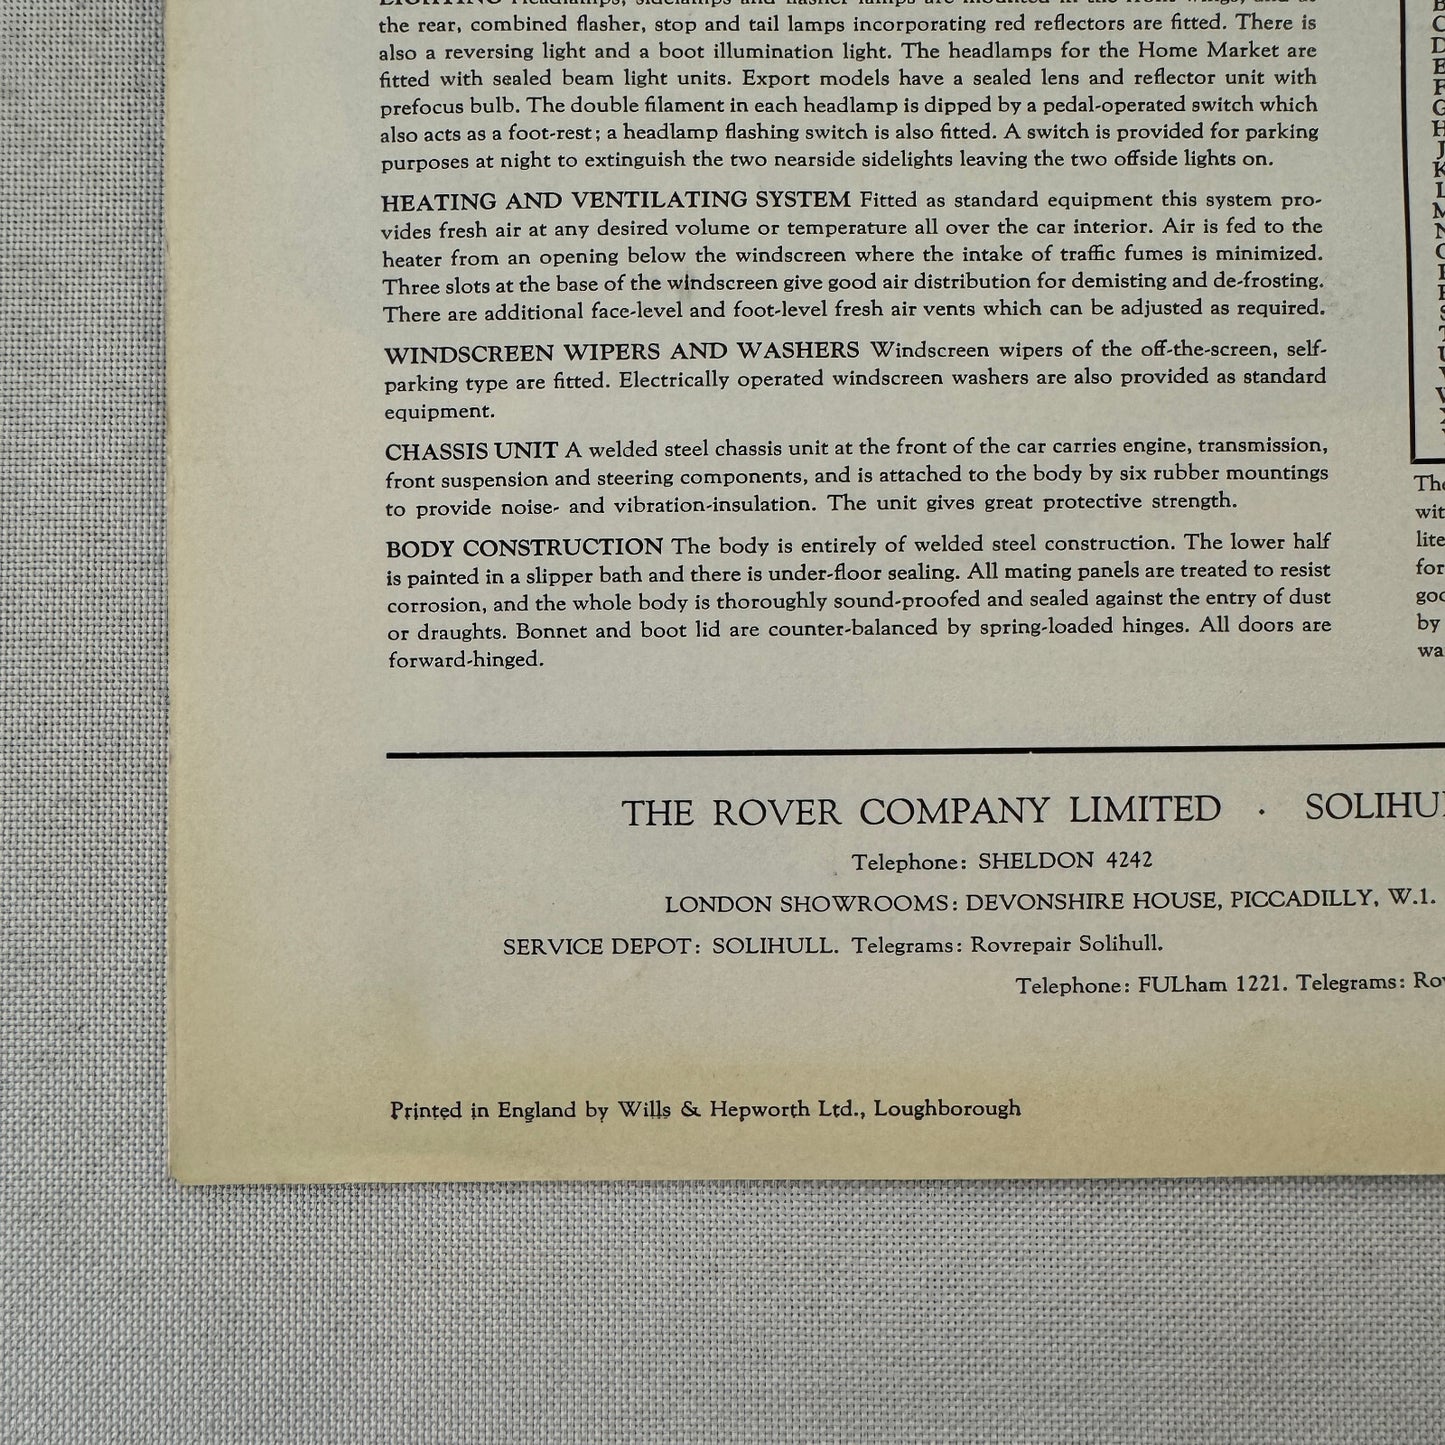 LIGHTING Headlamps, sidelamps and flasher lamps are mounted in the front wings, and at
the rear, combined flasher, stop and tail lamps incorporating red reflectors are fitted. There is
also a reversing light and a boot illumination light. The headlamps for the Home Market are
fitted with sealed beam light units. Export models have a sealed lens and reflector unit with
prefocus bulb. The double filament in each headlamp is dipped by a pedal-operated switch which
also acts as a foot-rest; a headlamp flashing switch is also fitted. A switch is provided for parking
purposes at night to extinguish the two nearside sidelights leaving the two offside lights on.
HEATING AND VENTILATING SYSTEM Fitted as standard equipment this system pro-
vides fresh air at any desired volume or temperature all over the car interior. Air is fed to the
heater from an opening below the windscreen where the intake of traffic fumes is minimized.
Three slots at the base of the windscreen give good air distribution for demisting and de-frosting.
There are additional face-level and foot-level fresh air vents which can be adjusted as required.
WINDSCREEN WIPERS AND WASHERS Windscreen wipers of the off-the-screen, self-
parking type are fitted. Electrically operated windscreen washers are also provided as standard
equipment.
CHASSIS UNIT A welded steel chassis unit at the front of the car carries engine, transmission,
front suspension and steering components, and is attached to the body by six rubber mountings
to provide noise- and vibration-insulation. The unit gives great protective strength.
BODY CONSTRUCTION The body is entirely of welded steel construction. The lower half
is painted in a slipper bath and there is under-floor sealing. All mating panels are treated to resist
corrosion, and the whole body is thoroughly sound-proofed and sealed against the entry of dust
or draughts. Bonnet and boot lid are counter-balanced by spring-loaded hinges. All doors are
forward-hinged.
THE ROVER COMPANY LIMITED · SOLIHU
Telephone: SHELDON 4242
LONDON SHOWROOMS: DEVONSHIRE HOUSE, PICCADILLY, W.1.
SERVICE DEPOT: SOLIHULL. Telegrams: Rovrepair Solihull.
Telephone: FULham 1221. Telegrams: Rov
Printed in England by Wills & Hepworth Ltd., Loughborough